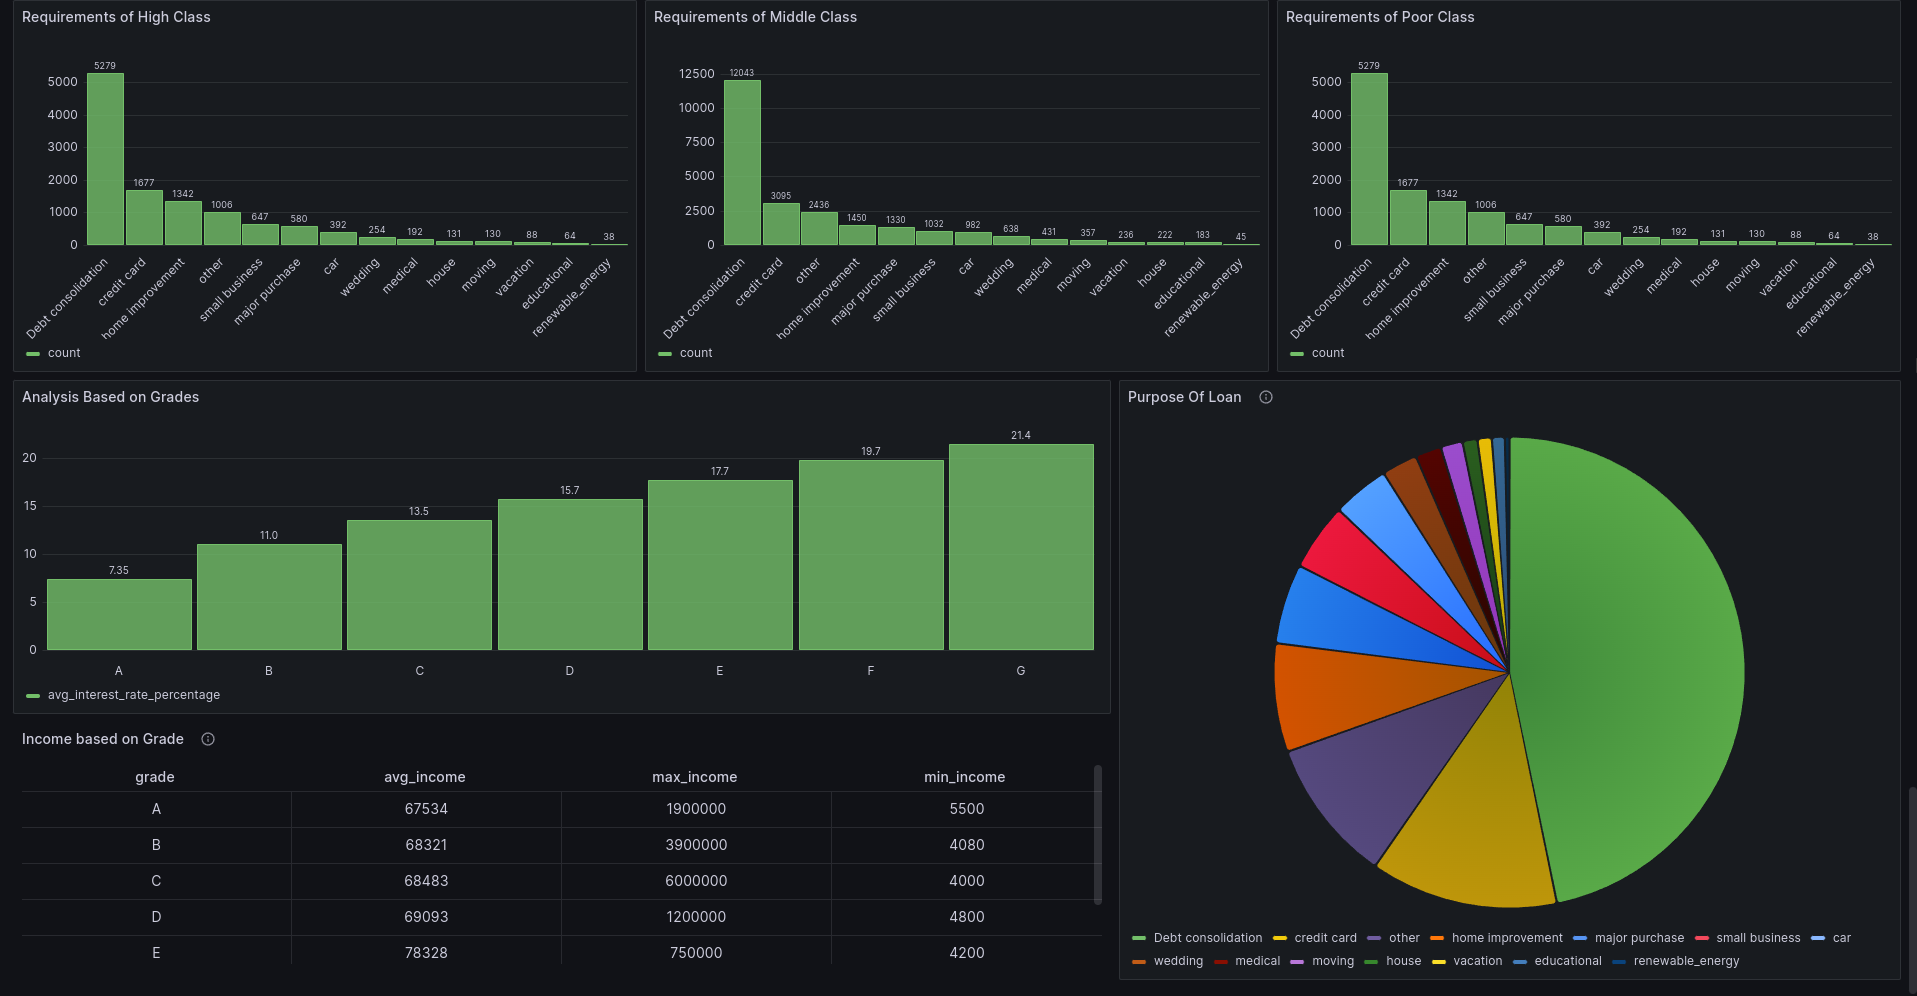 Requirements of High Class
5279
5000
4000
3000
2000
1000
0
1677
1342
1006
647
580
392
254
192
131
130
88
64
38
Debt consolidation
credit card
home improvement
other
small business
major purchase
car
wedding
medical
house
moving
vacation
educational
renewable_energy
count
Requirements of Middle Class
12043
12500
10000
7500
5000
2500
0
3095
2436
1450
1330
1032
982
638
431
357
236
222
183
45
Debt consolidation
credit card
other
home improvement
major purchase
small business
car
wedding
medical
moving
vacation
house
educational
renewable_energy
count
Requirements of Poor Class
5279
5000
4000
3000
2000
1000
0
1677
1342
1006
647
580
392
254
192
131
130
88
64
38
Debt consolidation
credit card
home improvement
other
small business
major purchase
car
wedding
medical
house
moving
vacation
educational
renewable_energy
count
Analysis Based on Grades
20
15
10
5
0
7.35
11.0
13.5
15.7
17.7
19.7
21.4
A B C D E F G
avg_interest_rate_percentage
Income based on Grade
grade avg_income max_income min_income
A 67534 1900000 5500
B 68321 3900000 4080
C 68483 6000000 4000
D 69093 1200000 4800
E 78328 750000 4200
Purpose Of Loan
Debt consolidation credit card other home improvement major purchase small business car
wedding medical moving house vacation educational renewable_energy